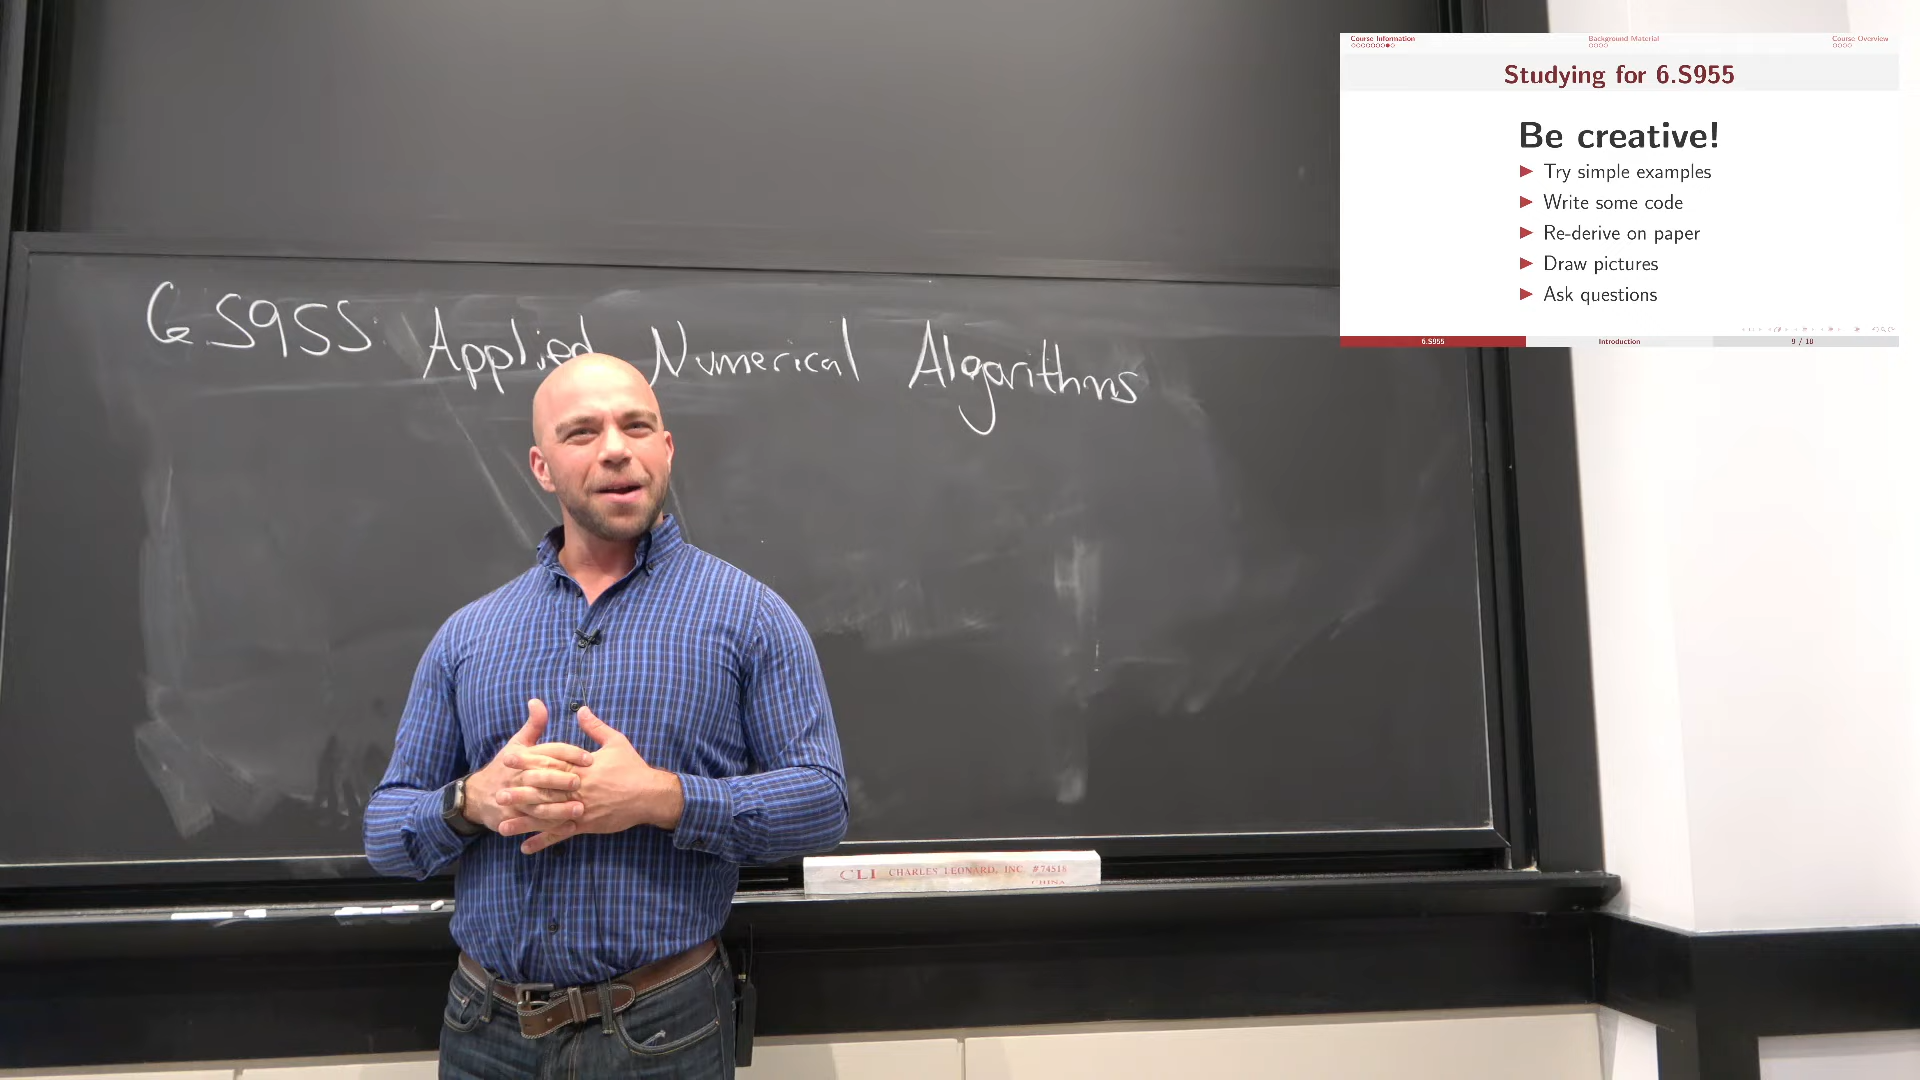 Course Information
Background Material
Course Overview
Studying for 6.S955
Be creative!
Try simple examples
Write some code
Re-derive on paper
Draw pictures
Ask questions
6.S955
Introduction
9 / 18
6.S955: Applied Numerical Algorithms
CLI CHARLES LEONARD, INC #74518
CHINA